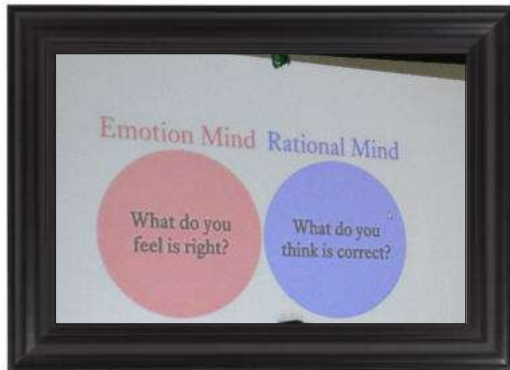 Emotion Mind Rational Mind
What do you
feel is right?
What do you
think is correct?